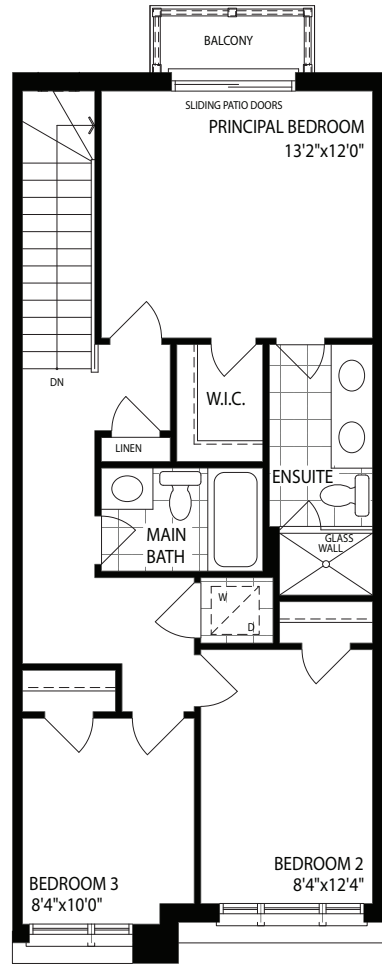 BALCONY
SLIDING PATIO DOORS
PRINCIPAL BEDROOM
13'2"x12'0"
DN
W.I.C.
LINEN
ENSUITE
MAIN
BATH
GLASS
WALL
W
D
BEDROOM 2
8'4"x12'4"
BEDROOM 3
8'4"x10'0"